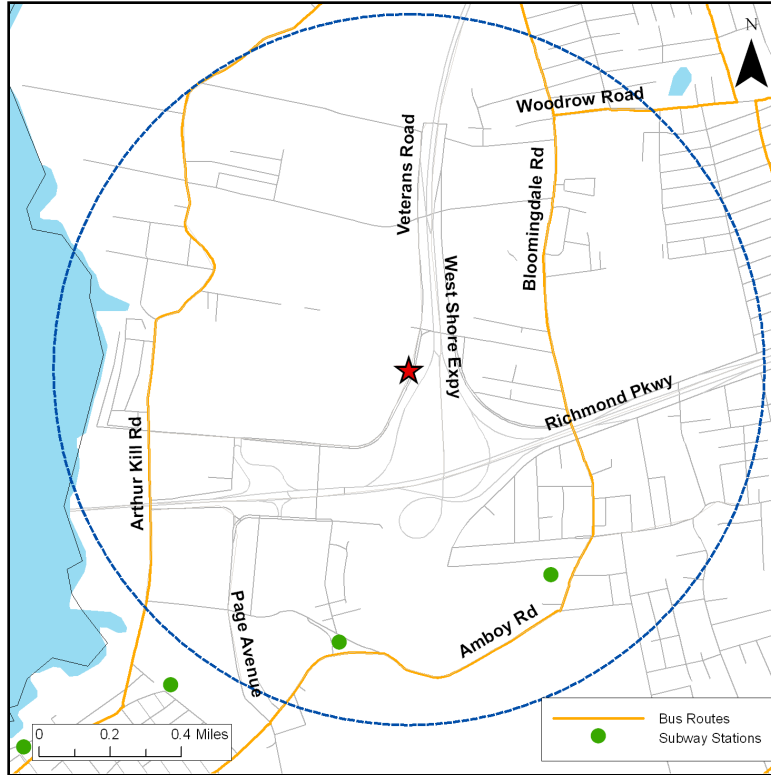 N
Woodrow Road
Veterans Road
Bloomingdale Rd
West Shore Expy
Richmond Pkwy
Arthur Kill Rd
Page Avenue
Amboy Rd
0 0.2 0.4 Miles
Bus Routes
Subway Stations